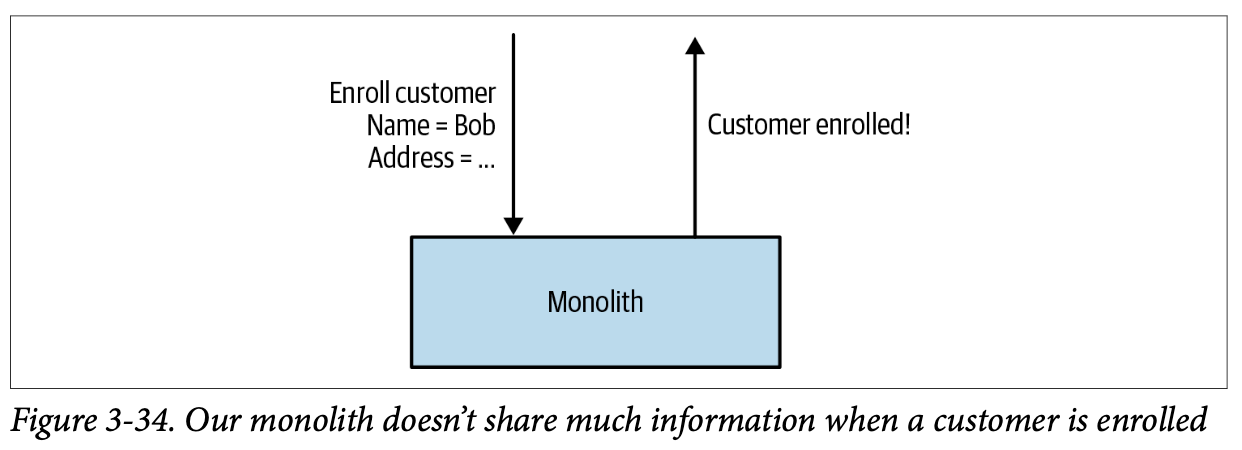 Enroll customer
Name = Bob
Address = ...
Customer enrolled!
Monolith
Figure 3-34. Our monolith doesn’t share much information when a customer is enrolled